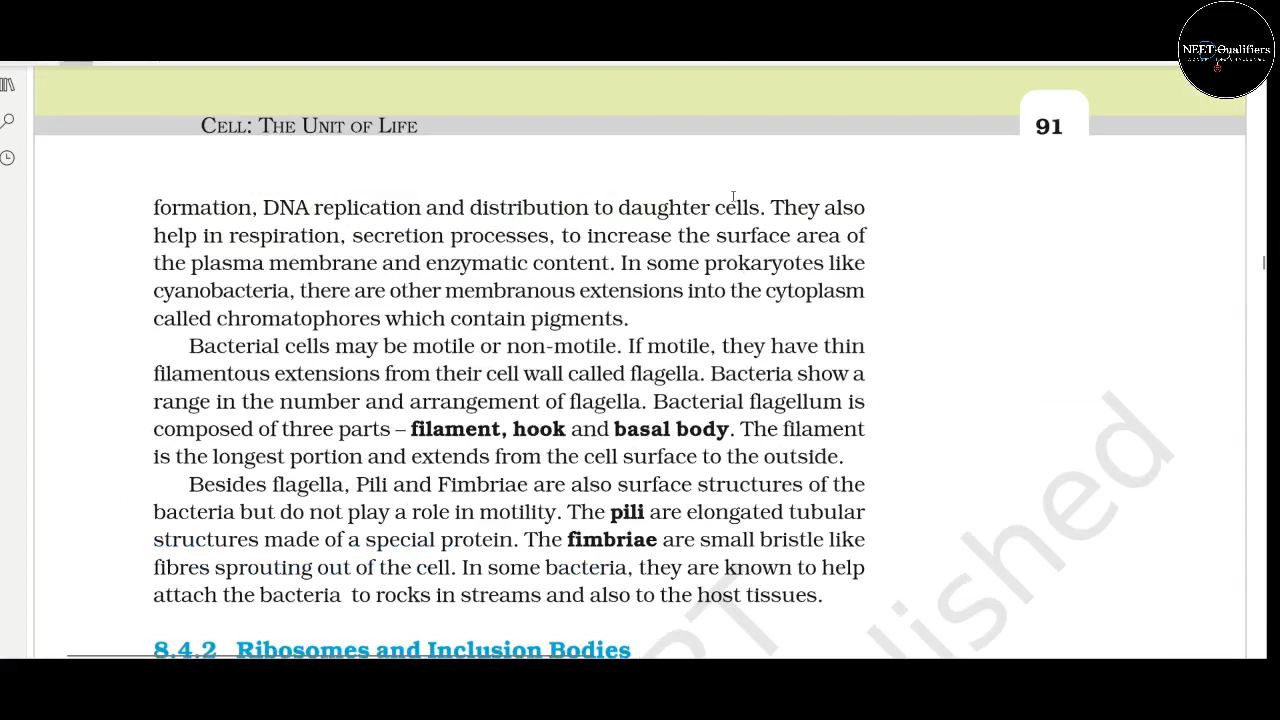 NEET Qualifiers
CELL: THE UNIT OF LIFE
91
formation, DNA replication and distribution to daughter cells. They also
help in respiration, secretion processes, to increase the surface area of
the plasma membrane and enzymatic content. In some prokaryotes like
cyanobacteria, there are other membranous extensions into the cytoplasm
called chromatophores which contain pigments.
Bacterial cells may be motile or non-motile. If motile, they have thin
filamentous extensions from their cell wall called flagella. Bacteria show a
range in the number and arrangement of flagella. Bacterial flagellum is
composed of three parts – filament, hook and basal body. The filament
is the longest portion and extends from the cell surface to the outside.
Besides flagella, Pili and Fimbriae are also surface structures of the
bacteria but do not play a role in motility. The pili are elongated tubular
structures made of a special protein. The fimbriae are small bristle like
fibres sprouting out of the cell. In some bacteria, they are known to help
attach the bacteria to rocks in streams and also to the host tissues.
8.4.2 Ribosomes and Inclusion Bodies